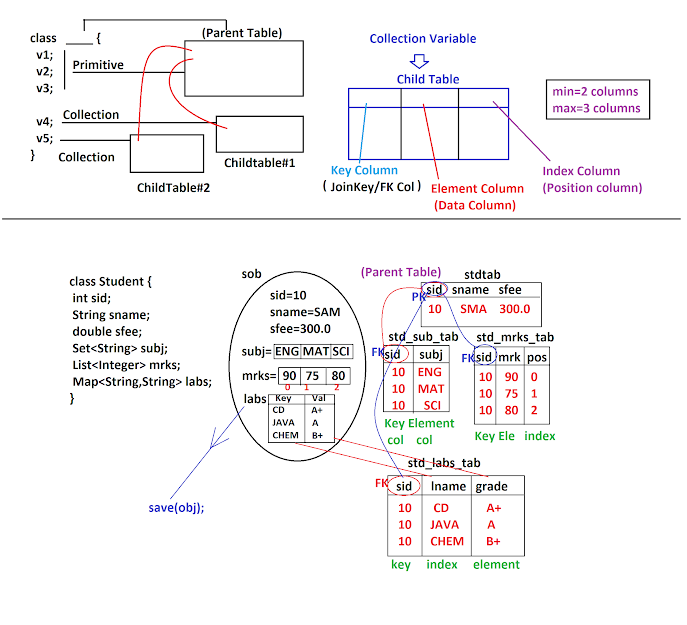 class ____ {
v1;
v2;
v3;
Primitive
v4;
Collection
v5;
}
Collection
(Parent Table)
Childtable#1
ChildTable#2
Collection Variable
Child Table
Key Column
( JoinKey/FK Col )
Element Column
(Data Column)
Index Column
(Position column)
min=2 columns
max=3 columns
class Student {
int sid;
String sname;
double sfee;
Set<String> subj;
List<Integer> mrks;
Map<String,String> labs;
}
save(obj);
sob
sid=10
sname=SAM
sfee=300.0
subj= ENG MAT SCI
mrks= 90 75 80
0 1 2
labs
Key Val
CD A+
JAVA A
CHEM B+
(Parent Table)
stdtab
PK sid sname sfee
10 SMA 300.0
std_sub_tab
FK sid subj
10 ENG
10 MAT
10 SCI
Key Element
col col
std_mrks_tab
FK sid mrk pos
10 90 0
10 75 1
10 80 2
Key Ele index
std_labs_tab
FK sid lname grade
10 CD A+
10 JAVA A
10 CHEM B+
key index element